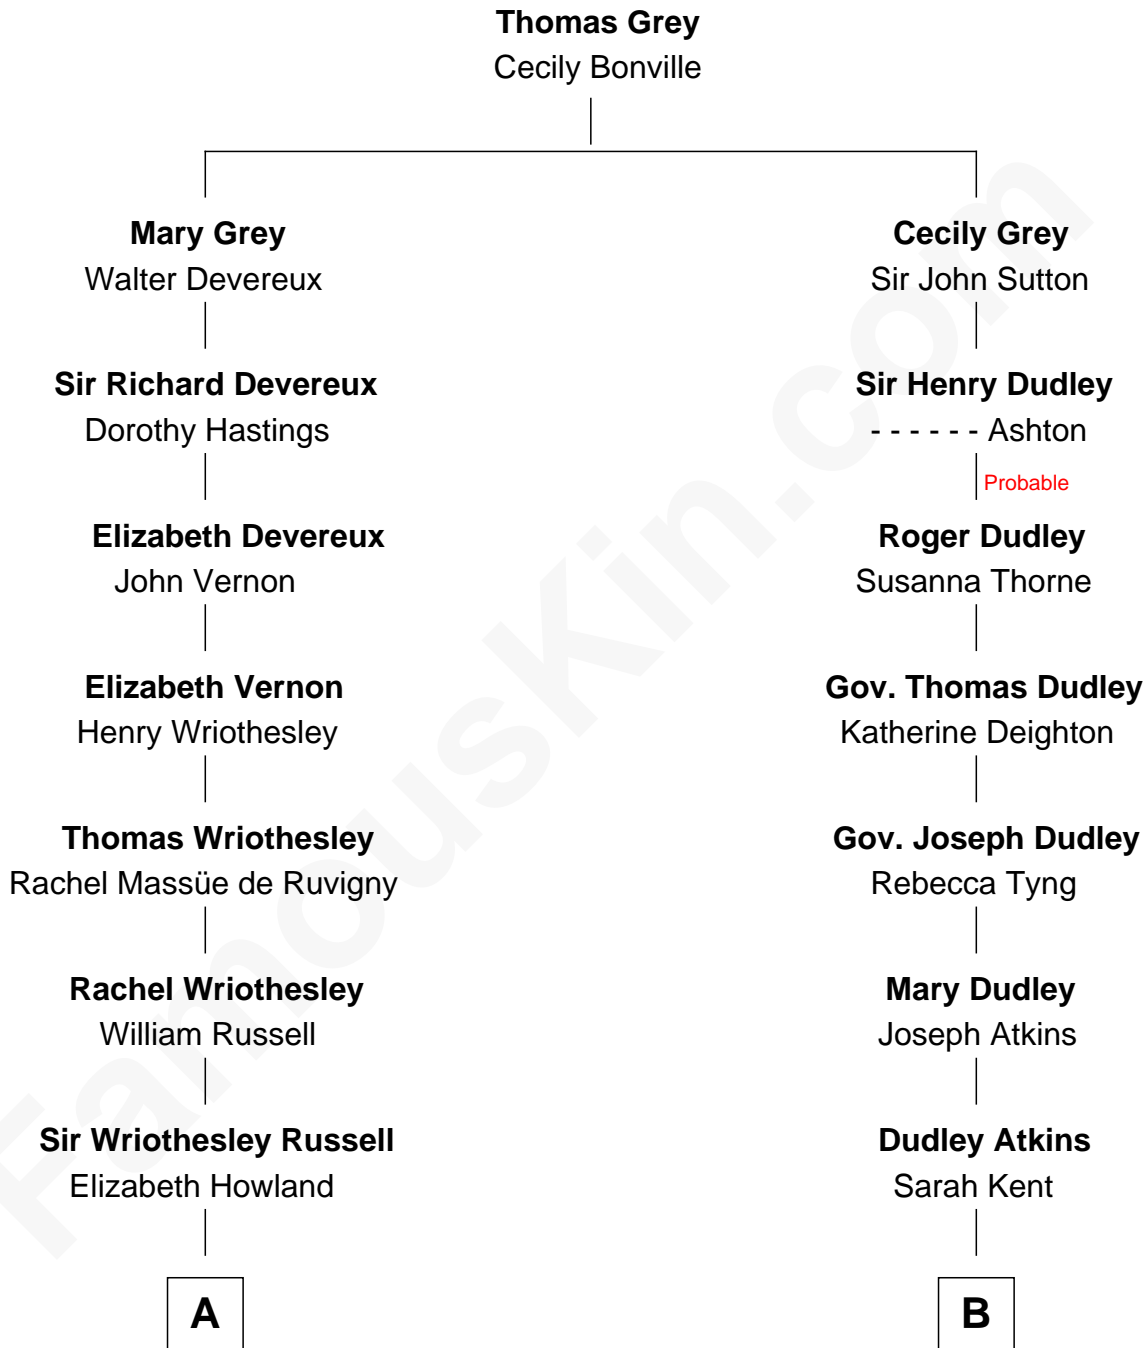 Thomas Grey
Cecily Bonville
Mary Grey
Walter Devereux
Cecily Grey
Sir John Sutton
Sir Richard Devereux
Dorothy Hastings
Sir Henry Dudley
- - - - - - Ashton
Probable
Elizabeth Devereux
John Vernon
Roger Dudley
Susanna Thorne
Elizabeth Vernon
Henry Wriothesley
Gov. Thomas Dudley
Katherine Deighton
Thomas Wriothesley
Rachel Massüe de Ruvigny
Gov. Joseph Dudley
Rebecca Tyng
Rachel Wriothesley
William Russell
Mary Dudley
Joseph Atkins
Sir Wriothesley Russell
Elizabeth Howland
Dudley Atkins
Sarah Kent
A
B
FamousKin.com